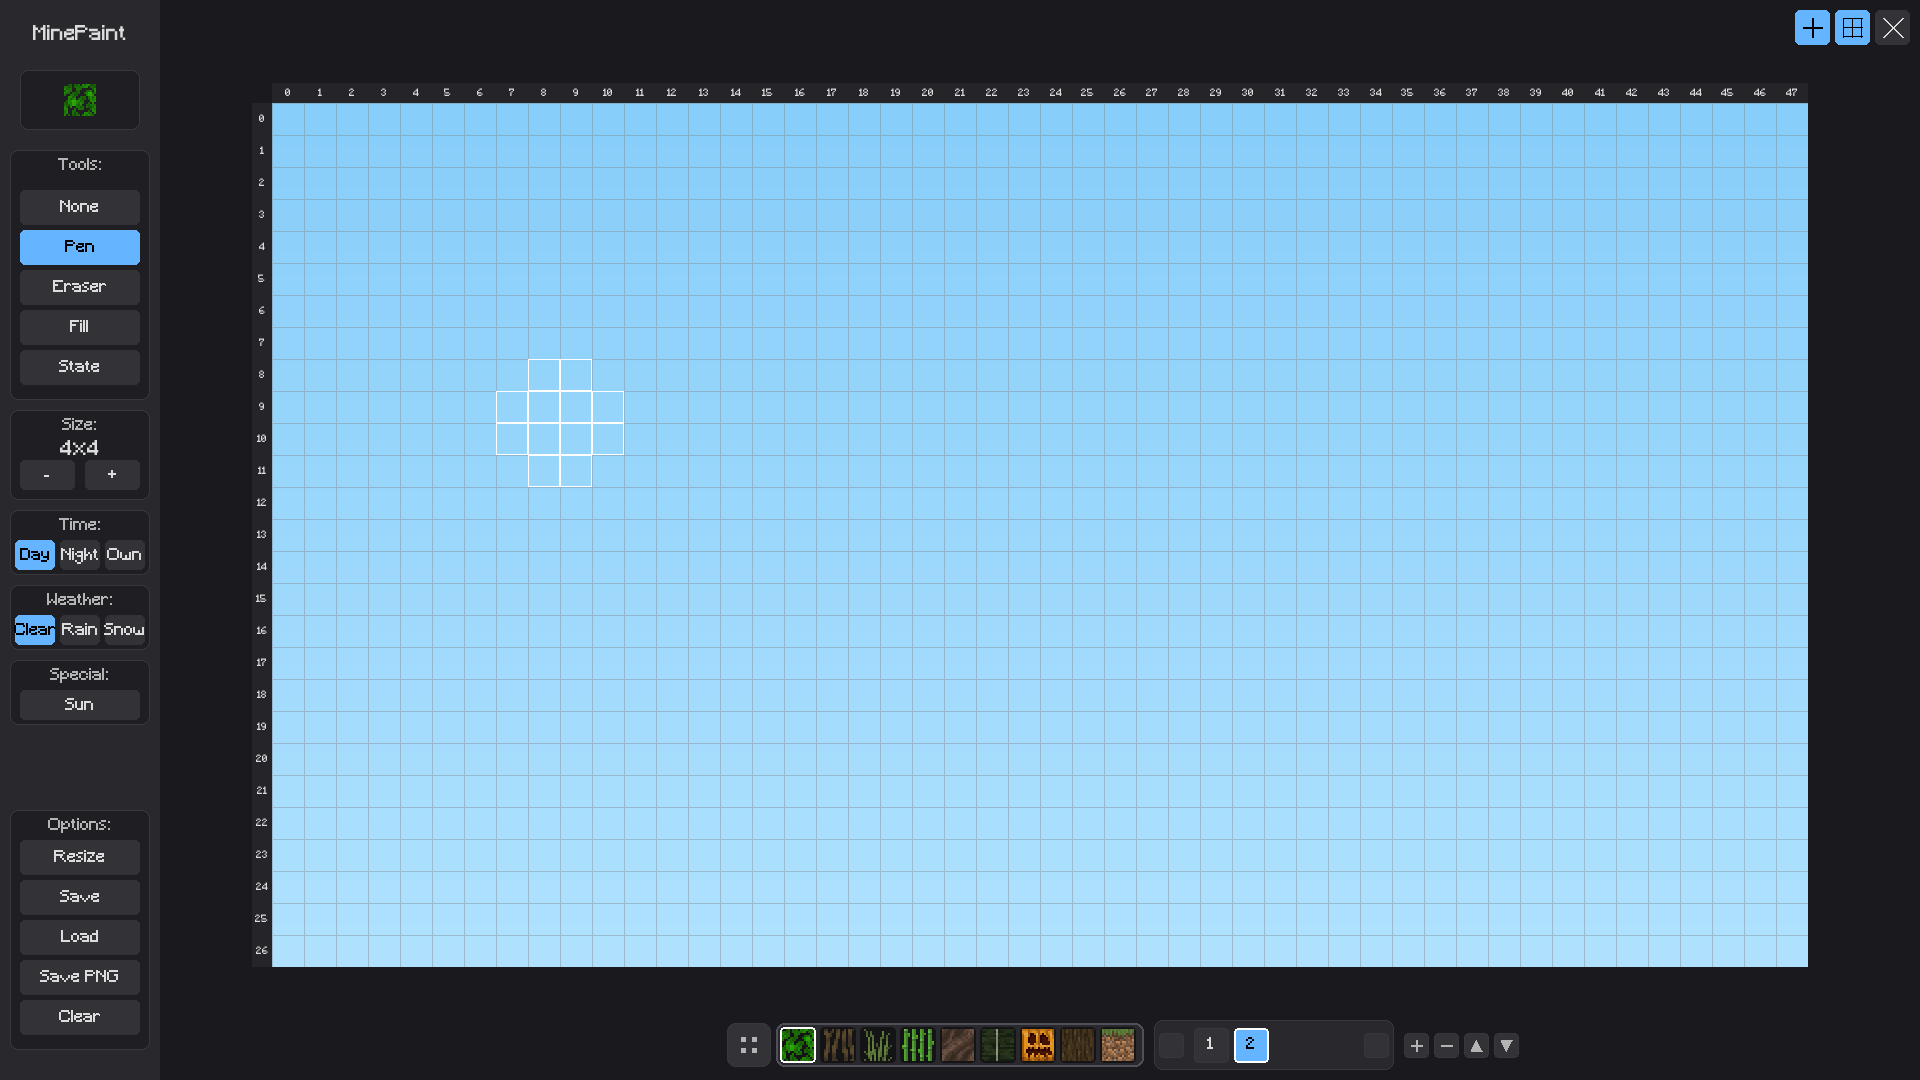 MinePaint
Tools:
None
Pen
Eraser
Fill
State
Size:
4x4
- +
Time:
Day Night Own
Weather:
Clear Rain Snow
Special:
Sun
Options:
Resize
Save
Load
Save PNG
Clear
0 1 2 3 4 5 6 7 8 9 10 11 12 13 14 15 16 17 18 19 20 21 22 23 24 25 26 27 28 29 30 31 32 33 34 35 36 37 38 39 40 41 42 43 44 45 46 47
0
1
2
3
4
5
6
7
8
9
10
11
12
13
14
15
16
17
18
19
20
21
22
23
24
25
26
1 2